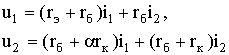 u₁ = (rэ + rб)i₁ + rбi₂ ,
u₂ = (rб + αrк)i₁ + (rб + rк)i₂